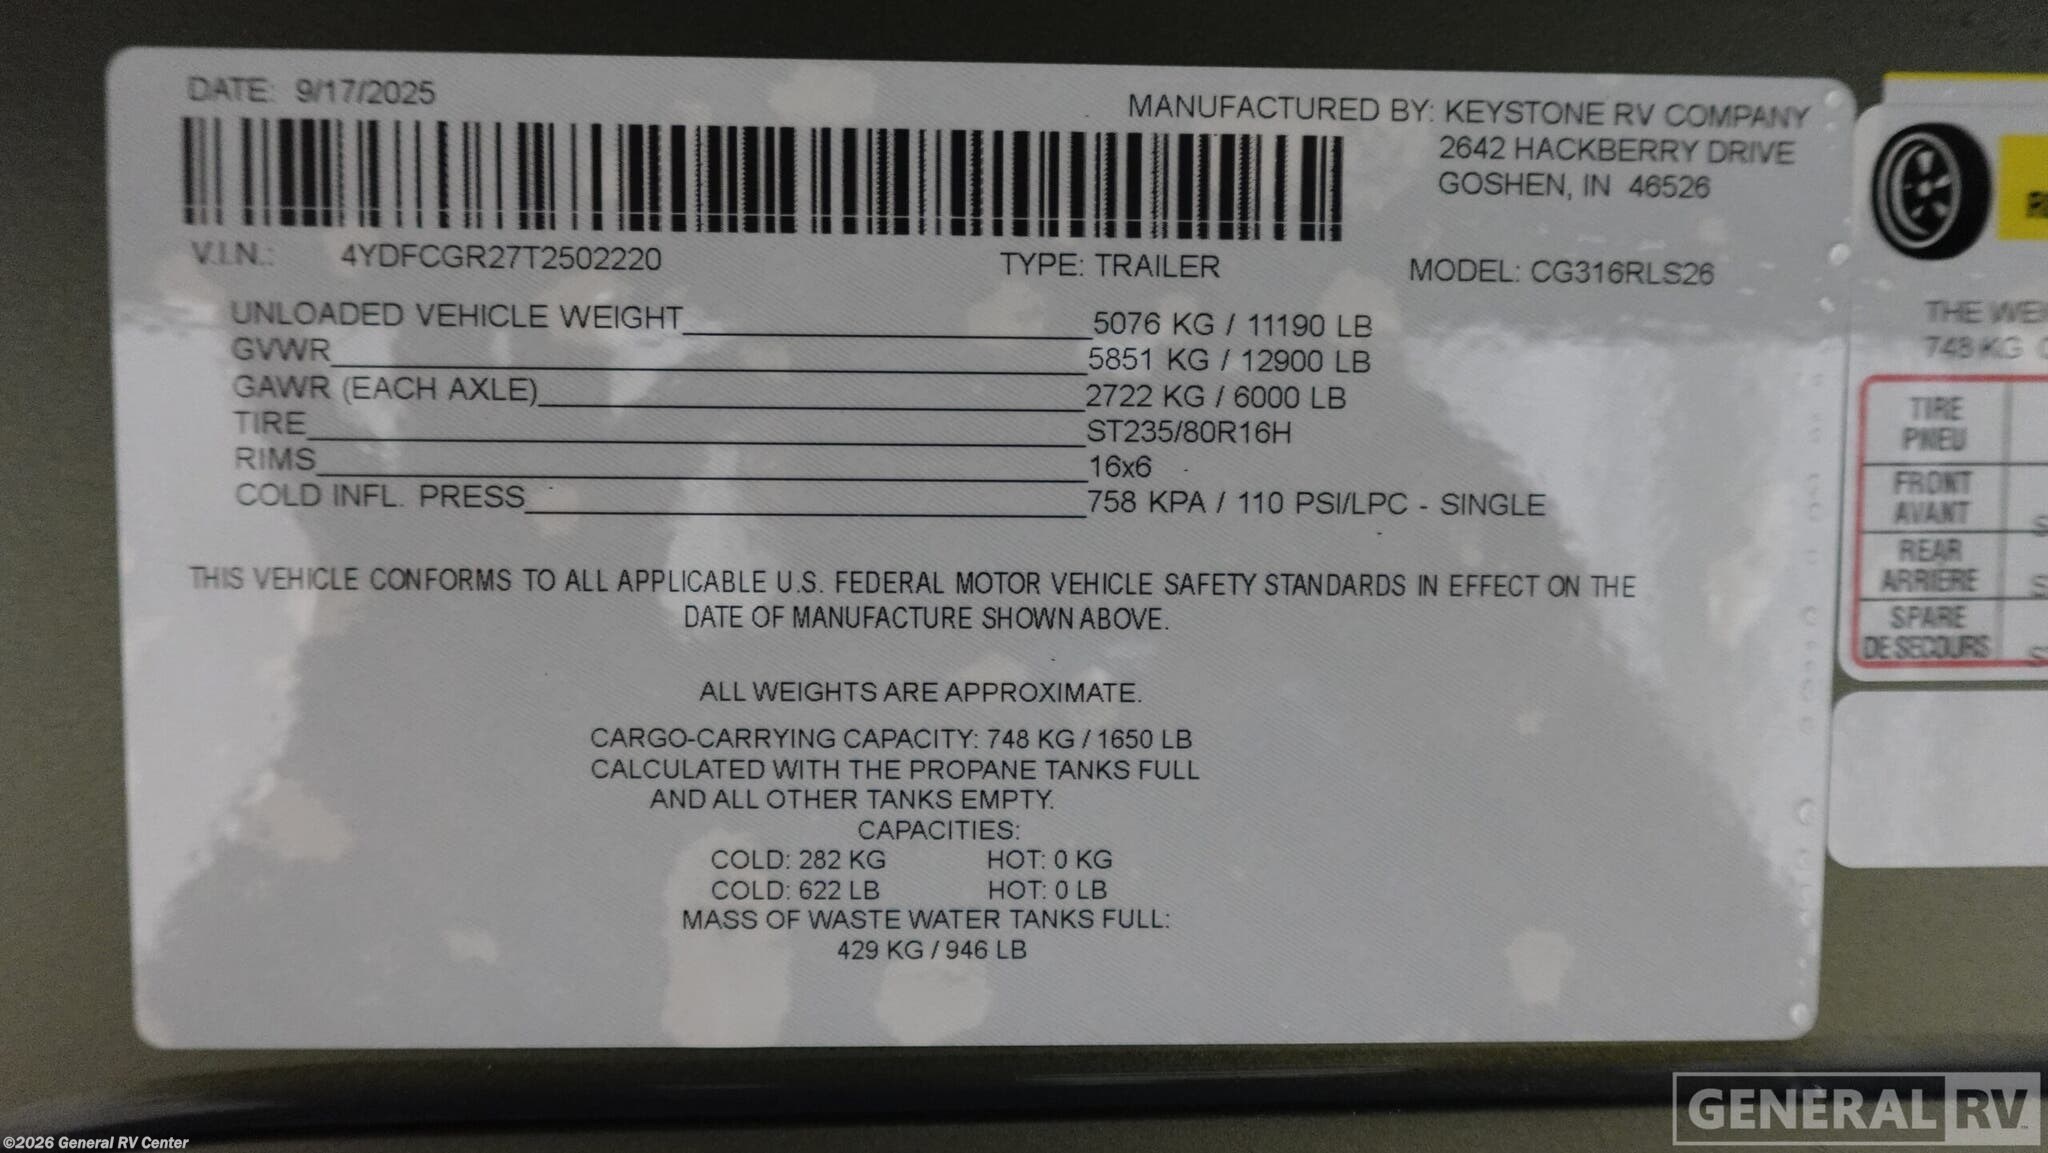 DATE: 9/17/2025
MANUFACTURED BY: KEYSTONE RV COMPANY
2642 HACKBERRY DRIVE
GOSHEN, IN 46526
V.I.N.: 4YDFCGR27T2502220 TYPE: TRAILER MODEL: CG316RLS26
UNLOADED VEHICLE WEIGHT 5076 KG / 11190 LB
GVWR 5851 KG / 12900 LB
GAWR (EACH AXLE) 2722 KG / 6000 LB
TIRE ST235/80R16H
RIMS 16x6
COLD INFL. PRESS 758 KPA / 110 PSI/LPC - SINGLE
THIS VEHICLE CONFORMS TO ALL APPLICABLE U.S. FEDERAL MOTOR VEHICLE SAFETY STANDARDS IN EFFECT ON THE
DATE OF MANUFACTURE SHOWN ABOVE.
ALL WEIGHTS ARE APPROXIMATE.
CARGO-CARRYING CAPACITY: 748 KG / 1650 LB
CALCULATED WITH THE PROPANE TANKS FULL
AND ALL OTHER TANKS EMPTY.
CAPACITIES:
COLD: 282 KG HOT: 0 KG
COLD: 622 LB HOT: 0 LB
MASS OF WASTE WATER TANKS FULL:
429 KG / 946 LB
THE
748 KG
TIRE
PNEU
FRONT
AVANT
REAR
ARRIERE
SPARE
DE SECOURS
GENERAL RV
©2026 General RV Center